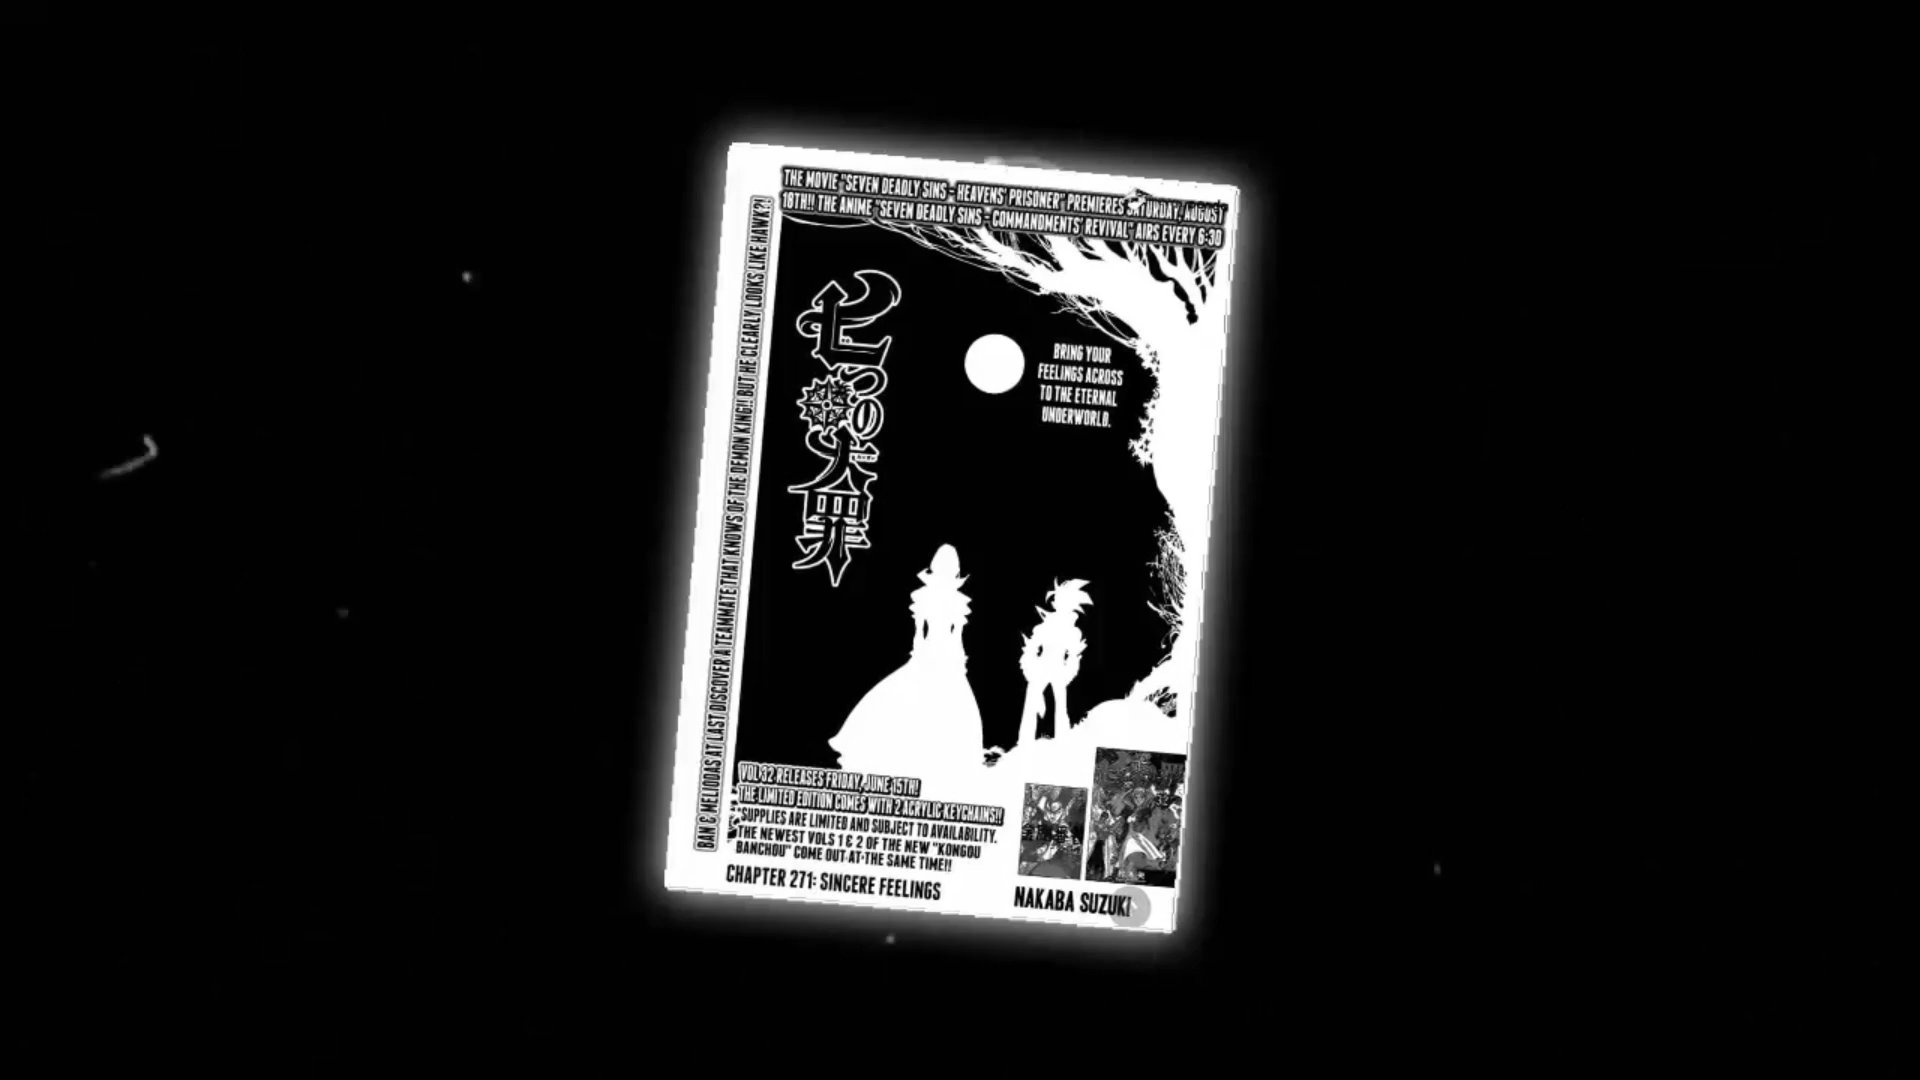 THE MOVIE "SEVEN DEADLY SINS - HEAVENS' PRISONER" PREMIERES SATURDAY, AUGUST
18TH!! THE ANIME "SEVEN DEADLY SINS - COMMANDMENTS' REVIVAL" AIRS EVERY 6:30
BAN & MELIODAS AT LAST DISCOVER A TEAMMATE THAT KNOWS OF THE DEMON KING!! BUT HE CLEARLY LOOKS LIKE HAWK?!
七つの大罪
BRING YOUR
FEELINGS ACROSS
TO THE ETERNAL
UNDERWORLD.
VOL 32 RELEASES FRIDAY, JUNE 15TH!
THE LIMITED EDITION COMES WITH 2 ACRYLIC KEYCHAINS!!
*SUPPLIES ARE LIMITED AND SUBJECT TO AVAILABILITY.
THE NEWEST VOLS 1 & 2 OF THE NEW "KONGOU
BANCHOU" COME OUT AT THE SAME TIME!!
CHAPTER 271: SINCERE FEELINGS
NAKABA SUZUKI